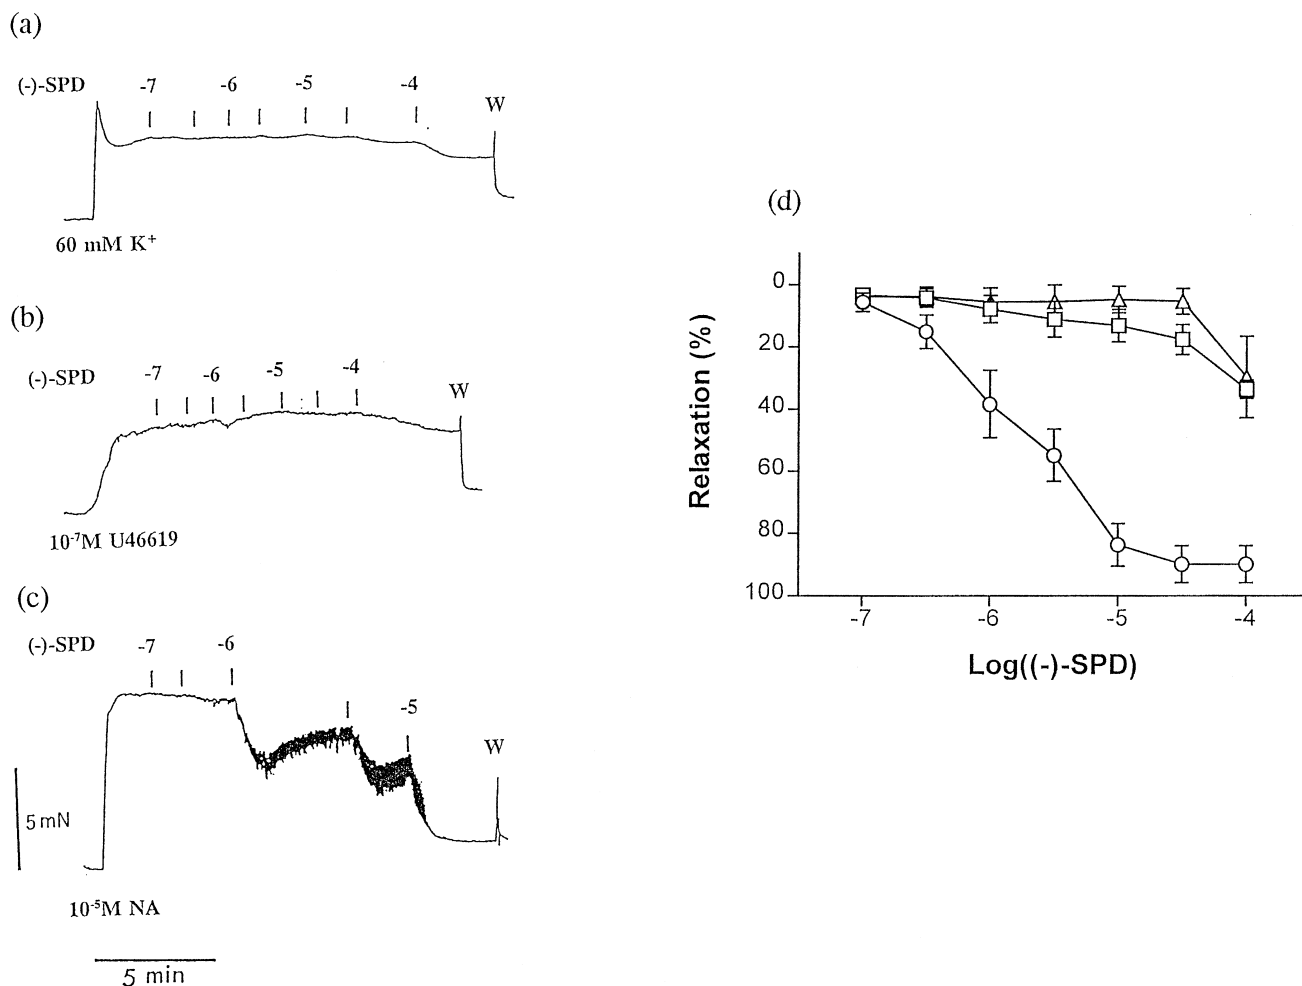 (a)
(-)-SPD -7 -6 -5 -4
W
60 mM K⁺
(b)
(-)-SPD -7 -6 -5 -4
W
10⁻⁷M U46619
(c)
(-)-SPD -7 -6
-5
W
5 mN
10⁻⁵M NA
5 min
(d)
Relaxation (%)
0
20
40
60
80
100
-7 -6 -5 -4
Log((-)-SPD)